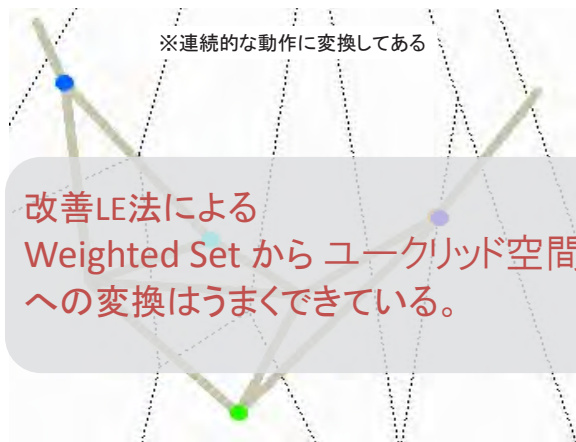 ※連続的な動作に変換してある
改善LE法による
Weighted Set から ユークリッド空間
への変換はうまくできている。